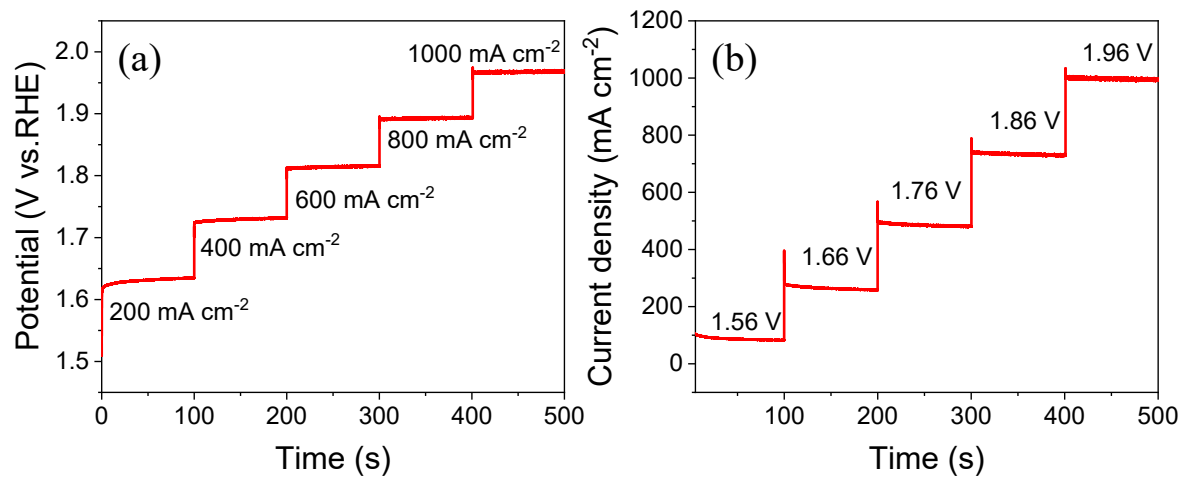 (a)
Potential (V vs.RHE)
2.0
1.9
1.8
1.7
1.6
1.5
1000 mA cm-2
800 mA cm-2
600 mA cm-2
400 mA cm-2
200 mA cm-2
0 100 200 300 400 500
Time (s)
(b)
Current density (mA cm-2)
1200
1000
800
600
400
200
0
1.96 V
1.86 V
1.76 V
1.66 V
1.56 V
100 200 300 400 500
Time (s)